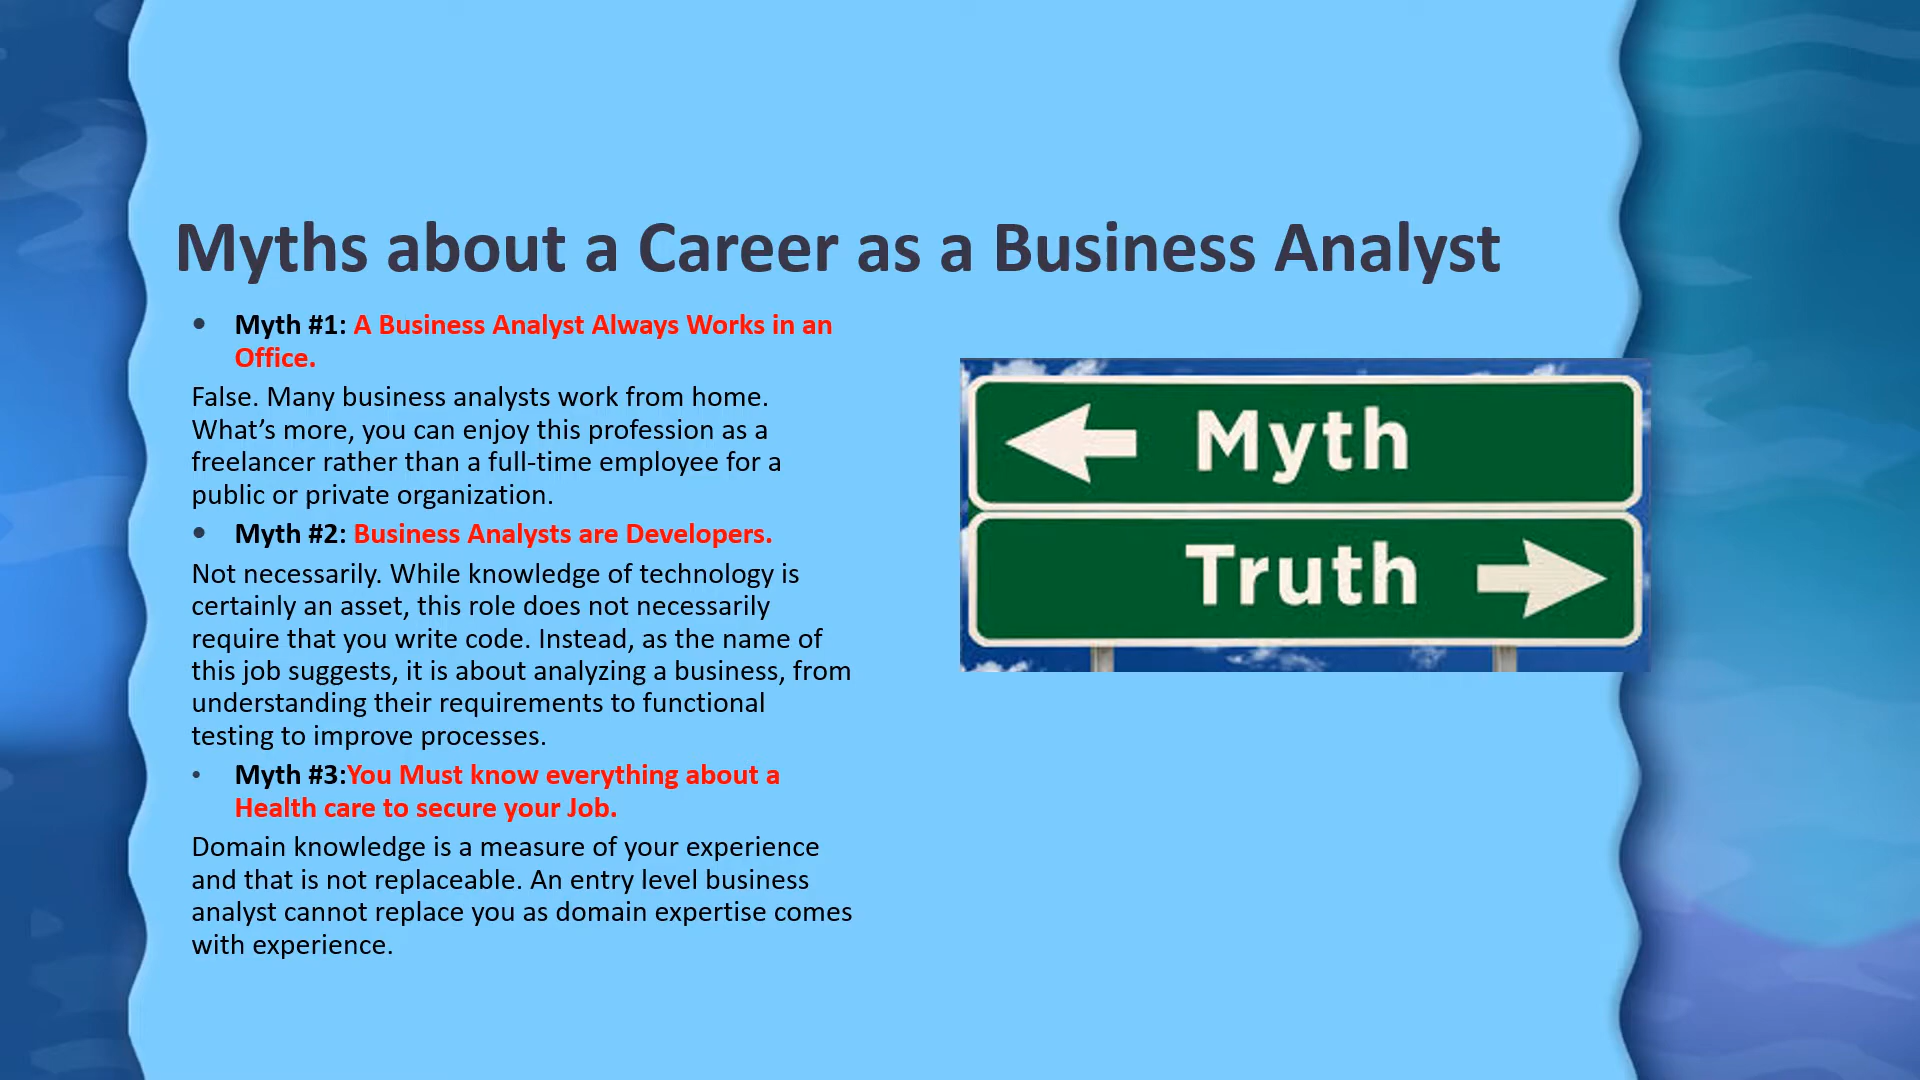 Myths about a Career as a Business Analyst
• Myth #1: A Business Analyst Always Works in an
Office.
False. Many business analysts work from home.
What’s more, you can enjoy this profession as a
freelancer rather than a full-time employee for a
public or private organization.
• Myth #2: Business Analysts are Developers.
Not necessarily. While knowledge of technology is
certainly an asset, this role does not necessarily
require that you write code. Instead, as the name of
this job suggests, it is about analyzing a business, from
understanding their requirements to functional
testing to improve processes.
• Myth #3:You Must know everything about a
Health care to secure your Job.
Domain knowledge is a measure of your experience
and that is not replaceable. An entry level business
analyst cannot replace you as domain expertise comes
with experience.
Myth
Truth